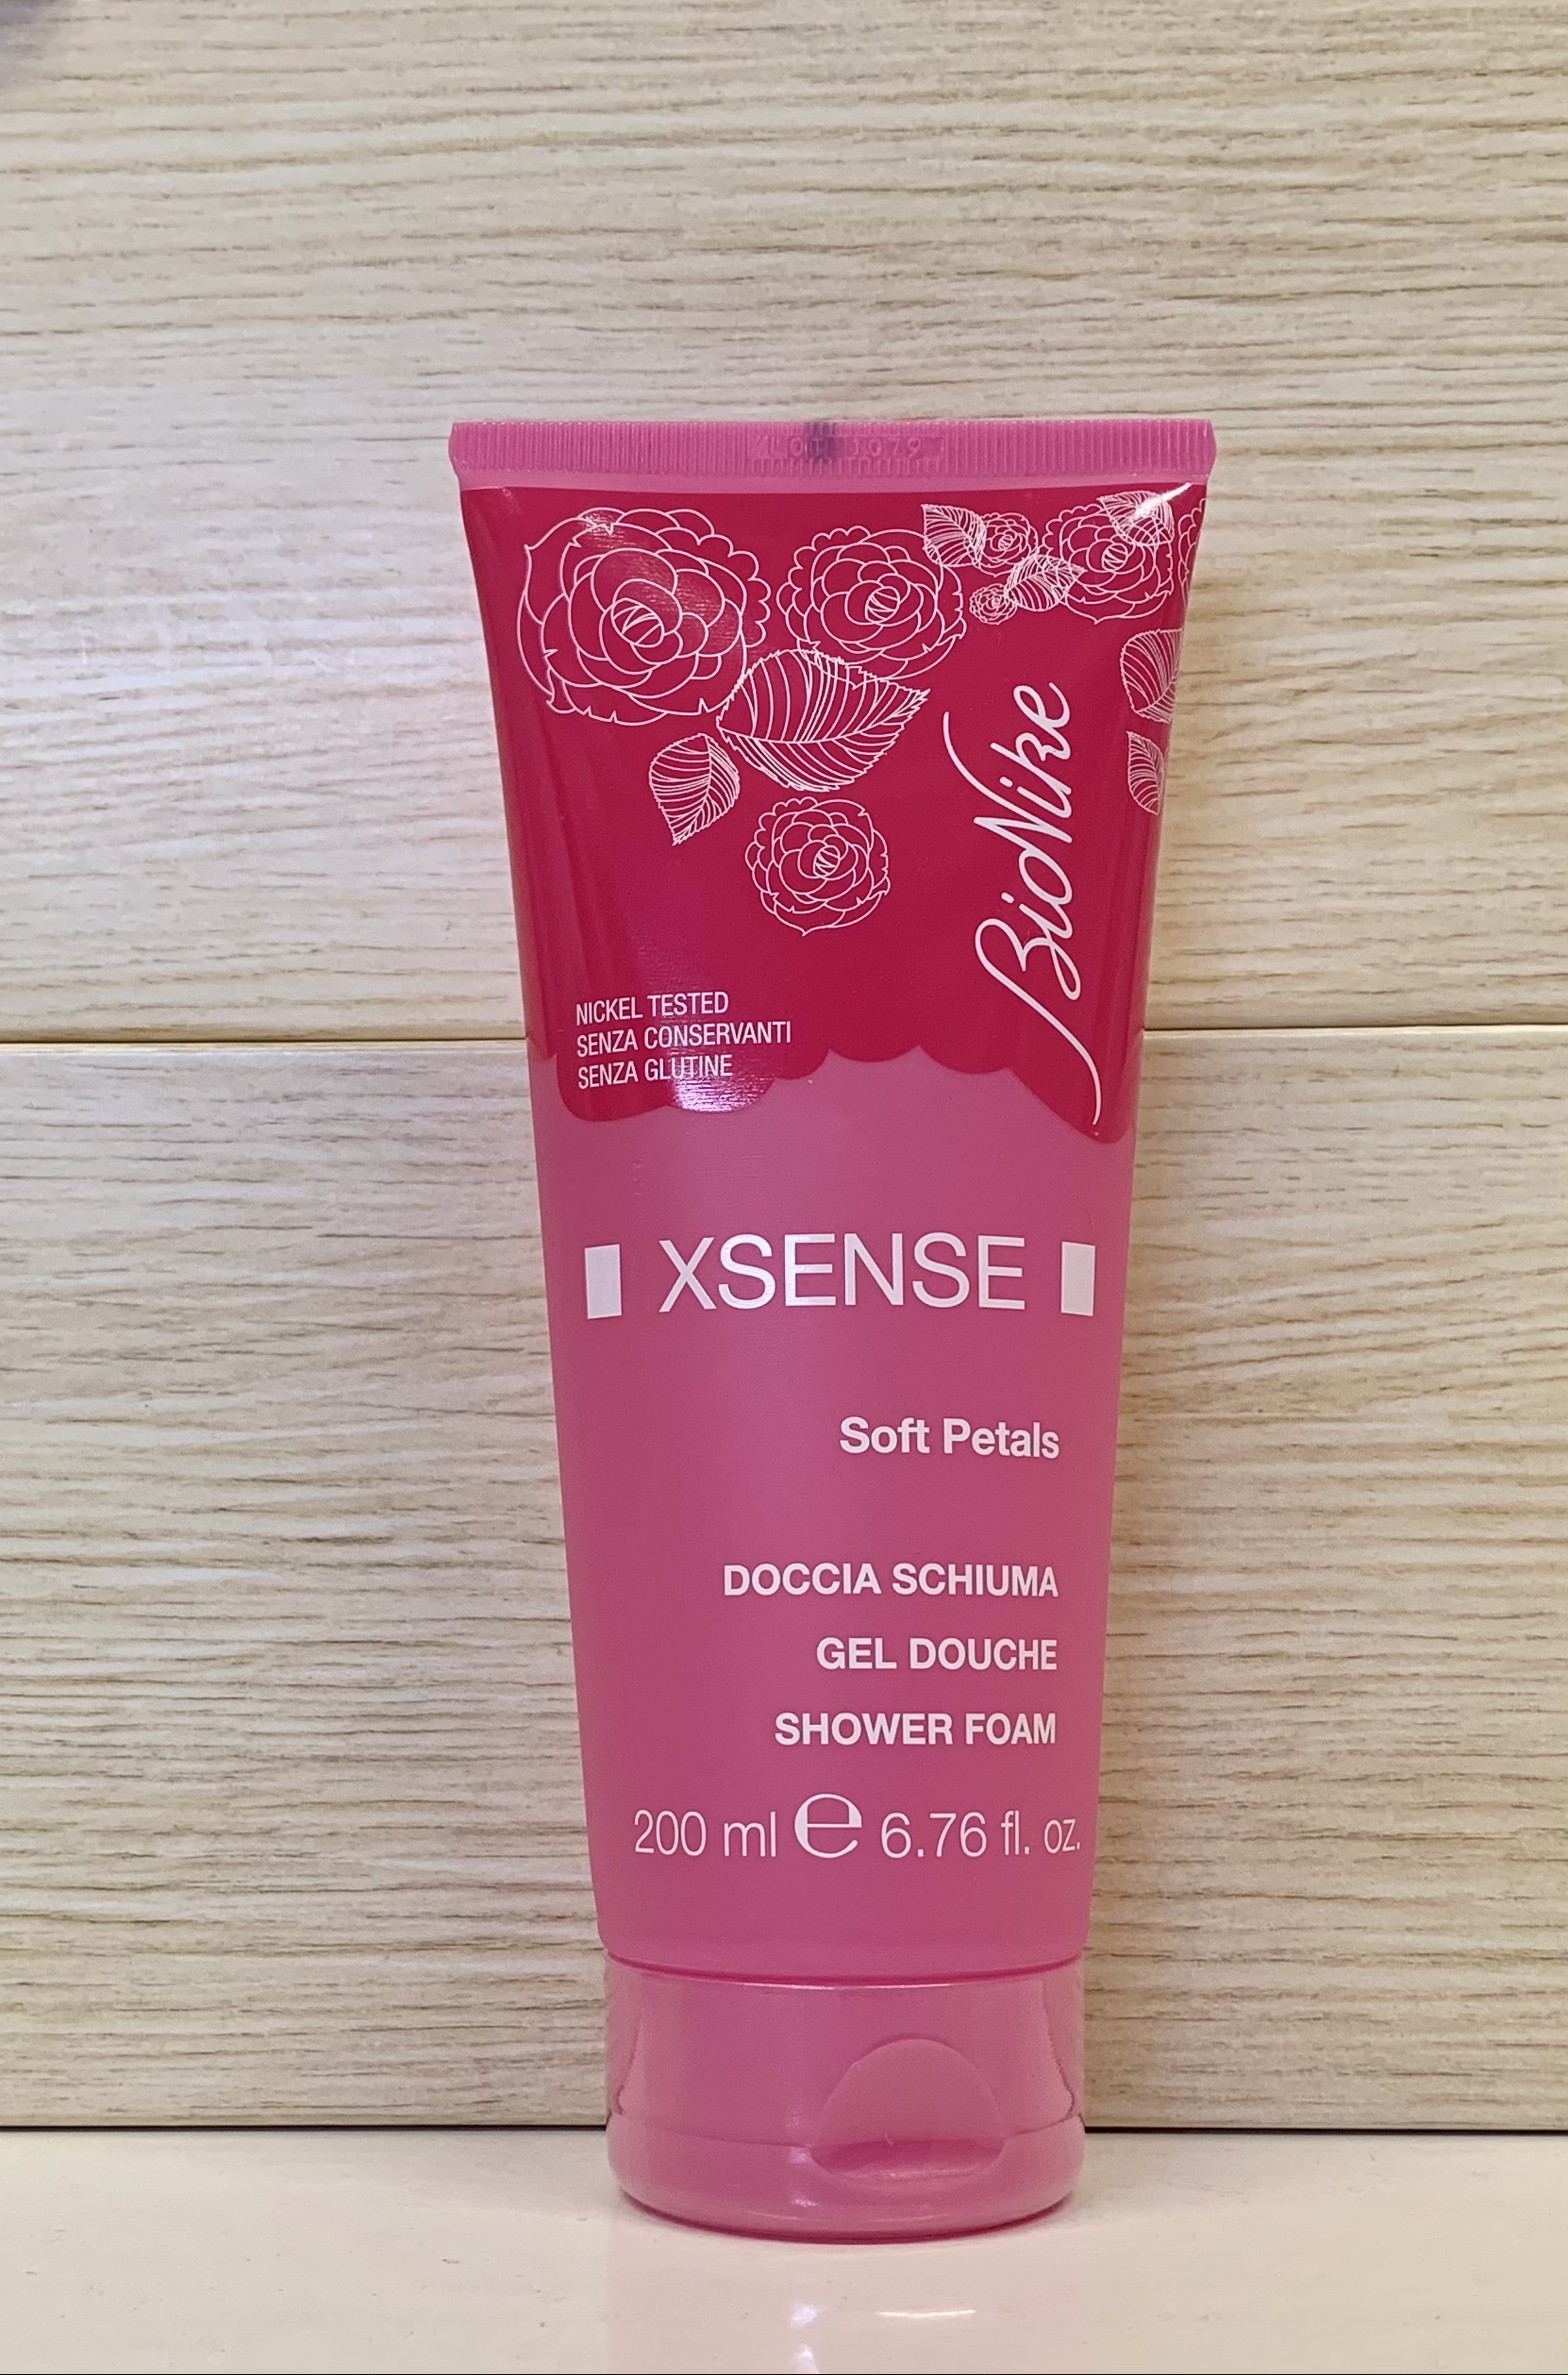 BioNike
NICKEL TESTED
SENZA CONSERVANTI
SENZA GLUTINE
XSENSE
Soft Petals
DOCCIA SCHIUMA
GEL DOUCHE
SHOWER FOAM
200 ml e 6.76 fl. oz.